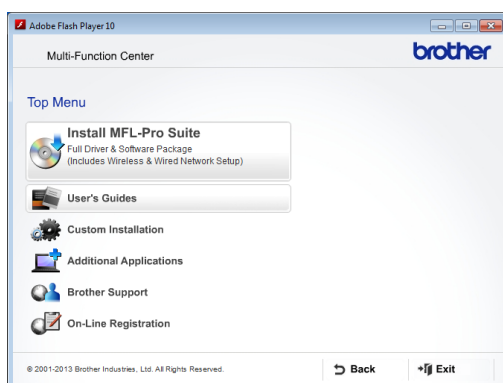 Adobe Flash Player 10
Multi-Function Center
brother
Top Menu
Install MFL-Pro Suite
Full Driver & Software Package
(Includes Wireless & Wired Network Setup)
User's Guides
Custom Installation
Additional Applications
Brother Support
On-Line Registration
© 2001-2013 Brother Industries, Ltd. All Rights Reserved.
Back
Exit